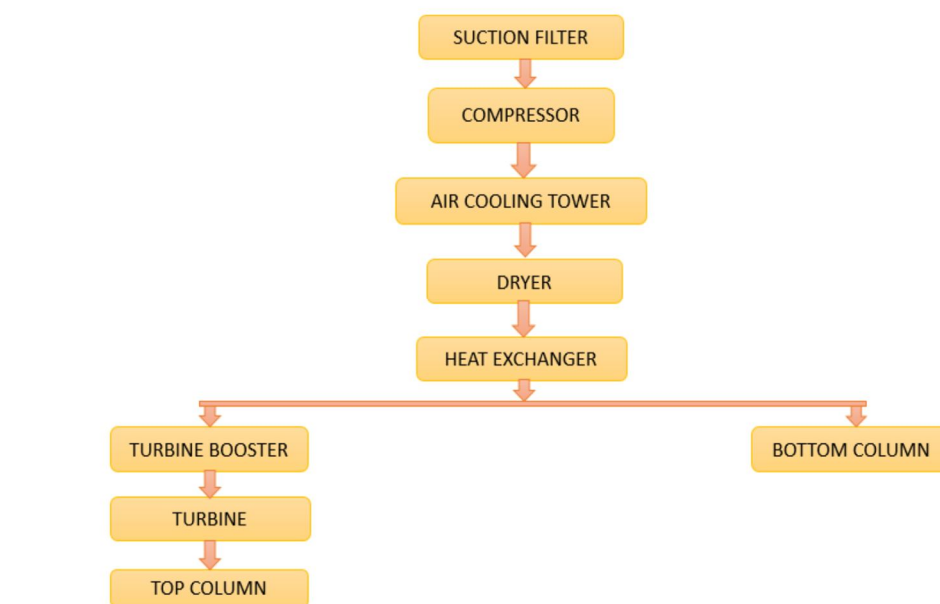 SUCTION FILTER
COMPRESSOR
AIR COOLING TOWER
DRYER
HEAT EXCHANGER
TURBINE BOOSTER
BOTTOM COLUMN
TURBINE
TOP COLUMN